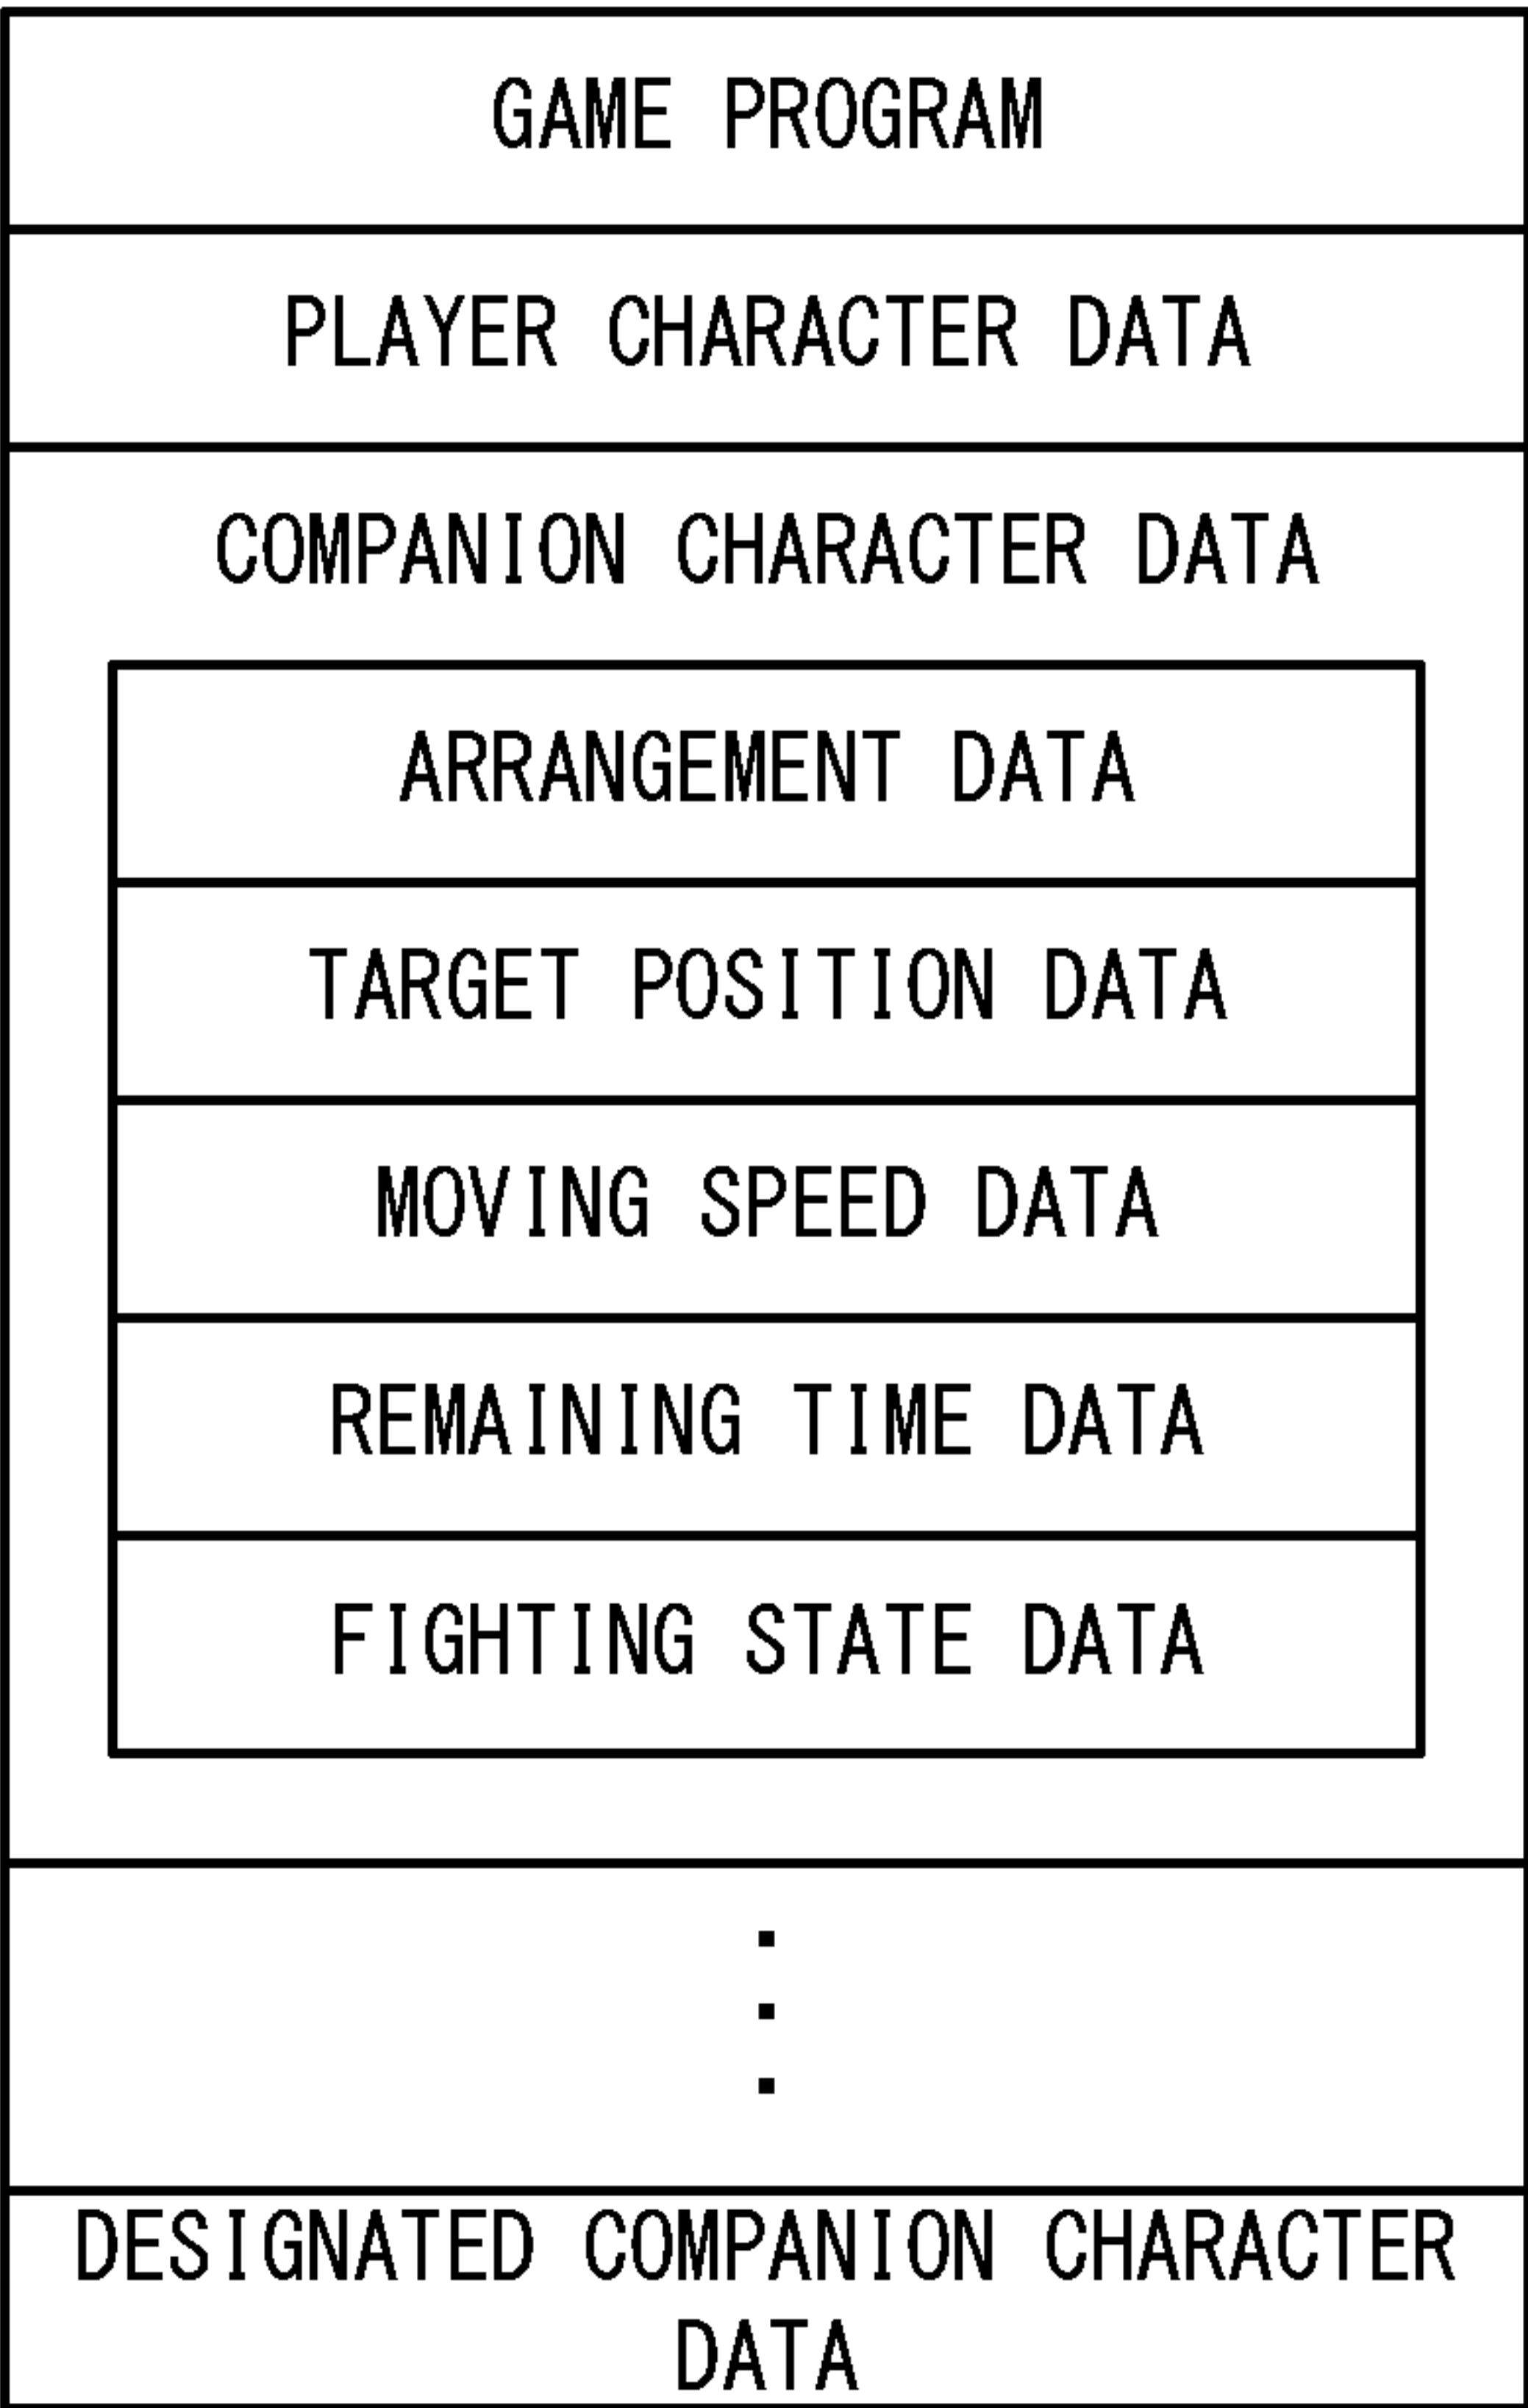 GAME PROGRAM
PLAYER CHARACTER DATA
COMPANION CHARACTER DATA
ARRANGEMENT DATA
TARGET POSITION DATA
MOVING SPEED DATA
REMAINING TIME DATA
FIGHTING STATE DATA
DESIGNATED COMPANION CHARACTER
DATA